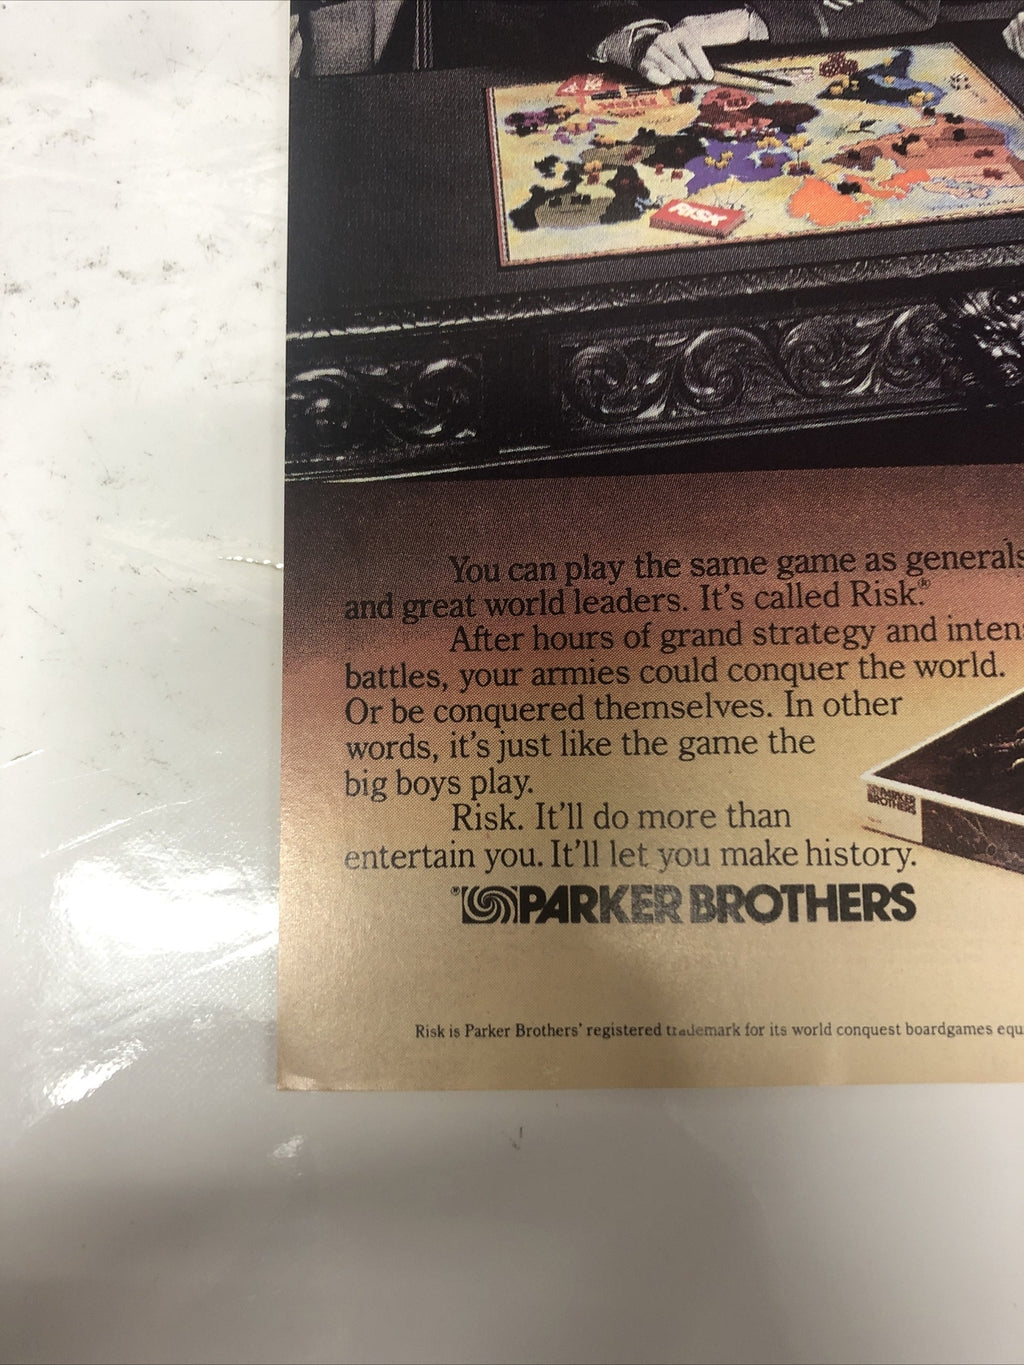 RISK
You can play the same game as generals
and great world leaders. It's called Risk.®
After hours of grand strategy and inten
battles, your armies could conquer the world.
Or be conquered themselves. In other
words, it's just like the game the
big boys play.
Risk. It'll do more than
entertain you. It'll let you make history.
PARKER
BROTHERS
® PARKER BROTHERS
Risk is Parker Brothers' registered trademark for its world conquest boardgames equ